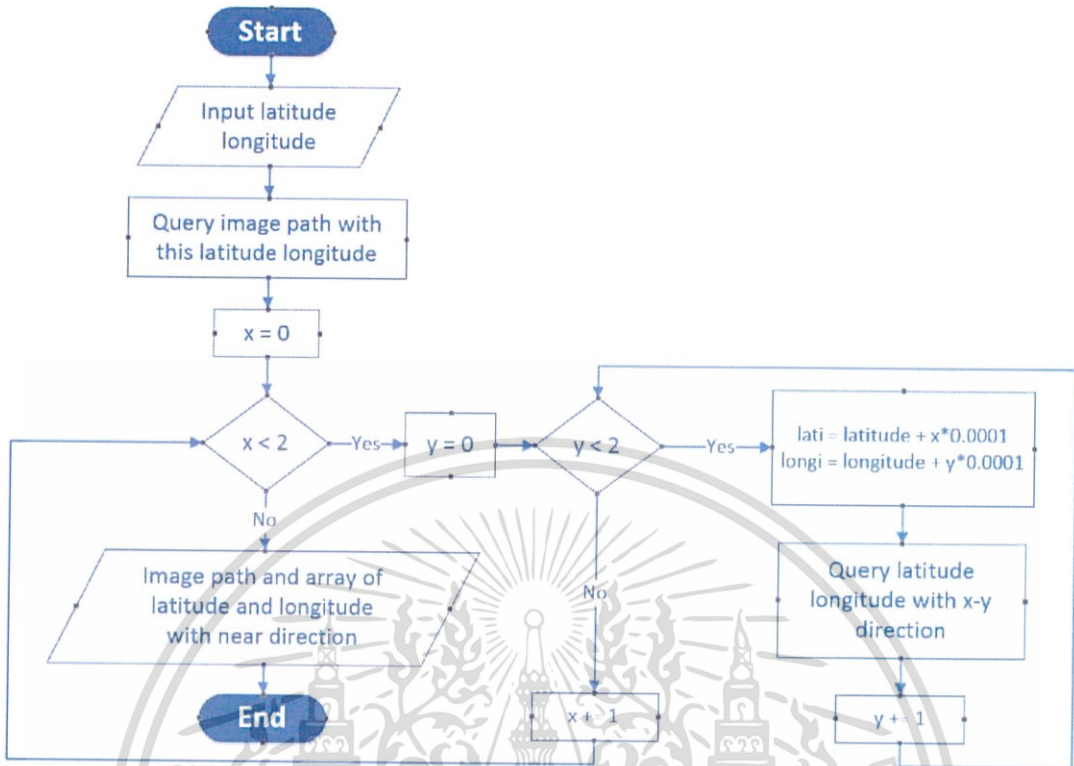 Start
Input latitude
longitude
Query image path with
this latitude longitude
x = 0
x < 2
Yes
y = 0
y < 2
Yes
lati = latitude + x*0.0001
longi = longitude + y*0.0001
No
Image path and array of
latitude and longitude
with near direction
No
Query latitude
longitude with x-y
direction
End
x += 1
y += 1